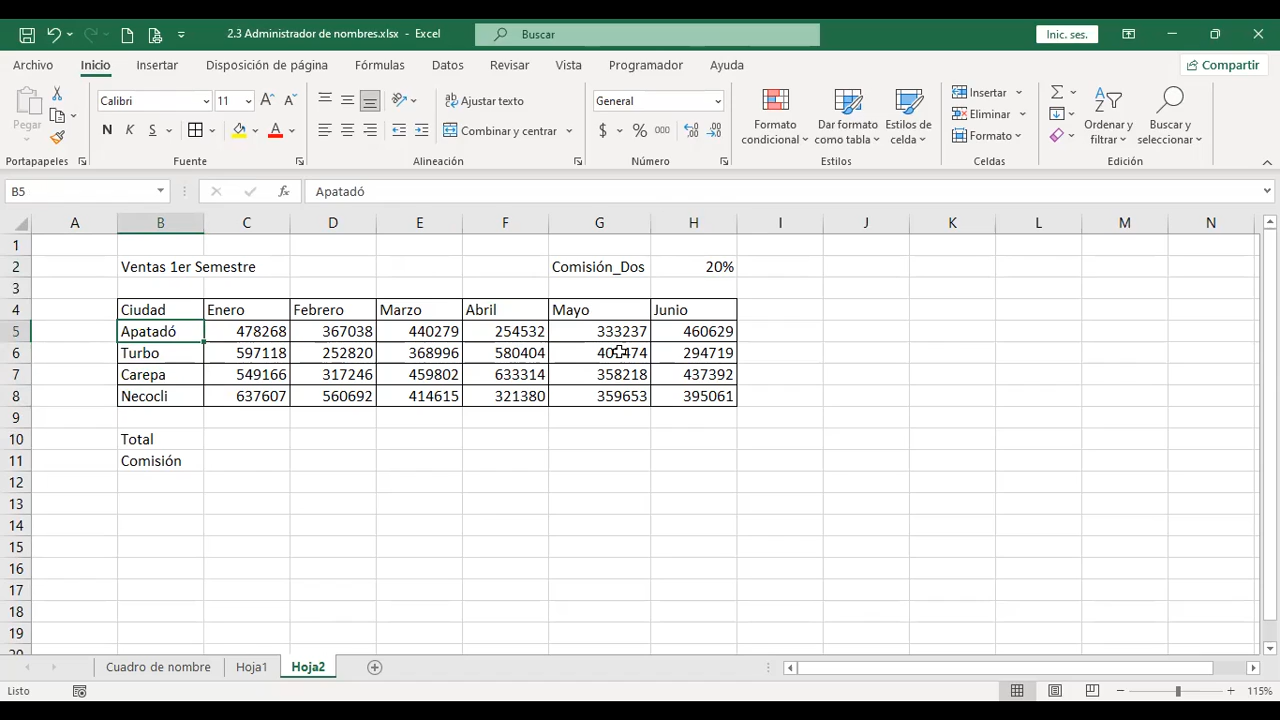 2.3 Administrador de nombres.xlsx - Excel
Buscar
Inic. ses.
Archivo Inicio Insertar Disposición de página Fórmulas Datos Revisar Vista Programador Ayuda Compartir
Pegar
Calibri 11
N K S
Ajustar texto
Combinar y centrar
General
$ % 000
Formato condicional
Dar formato como tabla
Estilos de celda
Insertar
Eliminar
Formato
Ordenar y filtrar
Buscar y seleccionar
Portapapeles Fuente Alineación Número Estilos Celdas Edición
B5 fx Apatadó
A B C D E F G H I J K L M N
1
2 Ventas 1er Semestre Comisión_Dos 20%
3
4 Ciudad Enero Febrero Marzo Abril Mayo Junio
5 Apatadó 478268 367038 440279 254532 333237 460629
6 Turbo 597118 252820 368996 580404 294719
7 Carepa 549166 317246 459802 633314 358218 437392
8 Necocli 637607 560692 414615 321380 359653 395061
9
10 Total
11 Comisión
12
13
14
15
16
17
18
19
Cuadro de nombre Hoja1 Hoja2
Listo 115%